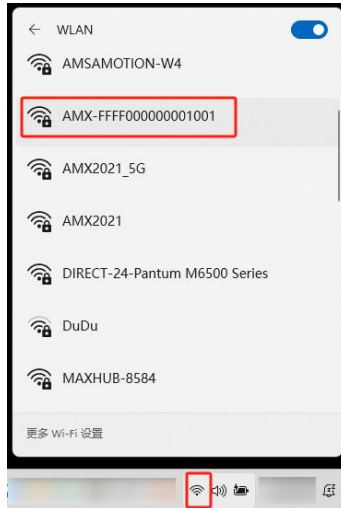 WLAN
AMSAMOTION-W4
AMX-FFFF000000001001
AMX2021_5G
AMX2021
DIRECT-24-Pantum M6500 Series
DuDu
MAXHUB-8584
更多 Wi-Fi 设置